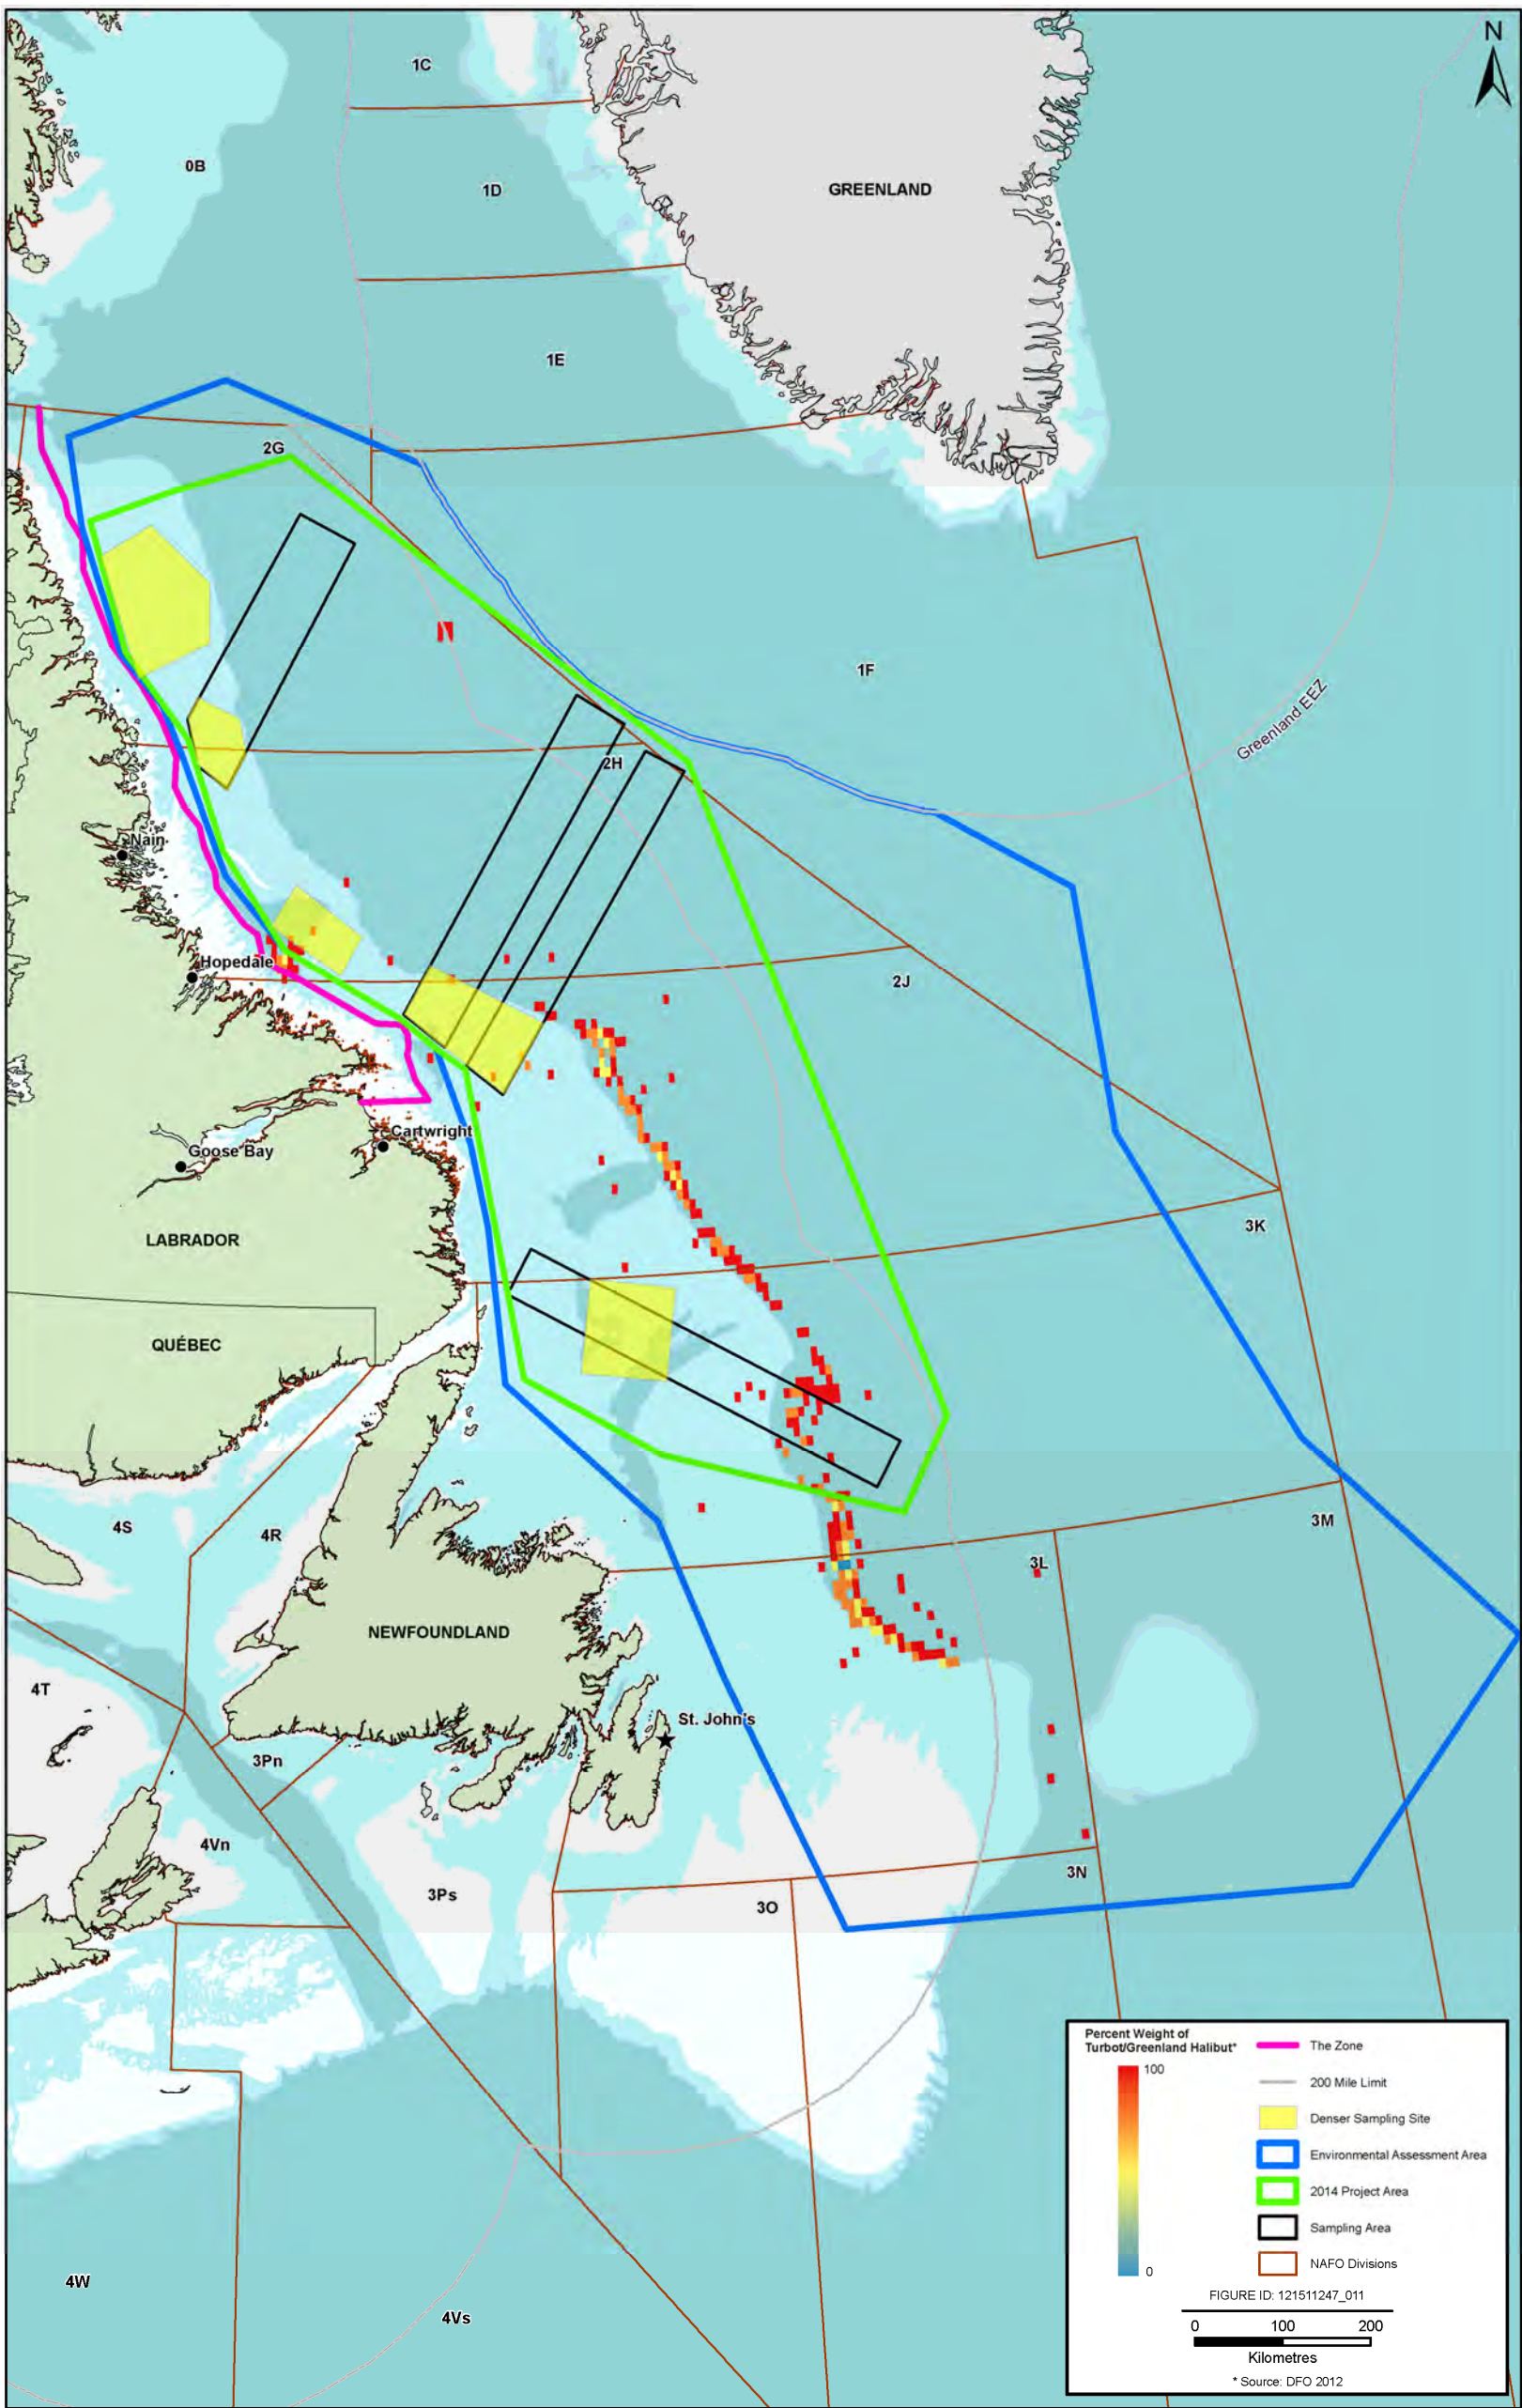 N
1C
0B
1D
GREENLAND
1E
2G
1F
Greenland EEZ
2H
Nain
Hopedale
2J
Cartwright
Goose Bay
LABRADOR
3K
QUÉBEC
4S
4R
3M
3L
NEWFOUNDLAND
4T
St. John's
3Pn
4Vn
3Ps
3N
3O
4W
4Vs
Percent Weight of
Turbot/Greenland Halibut*
100
0
The Zone
200 Mile Limit
Denser Sampling Site
Environmental Assessment Area
2014 Project Area
Sampling Area
NAFO Divisions
FIGURE ID: 121511247_011
0 100 200
Kilometres
* Source: DFO 2012